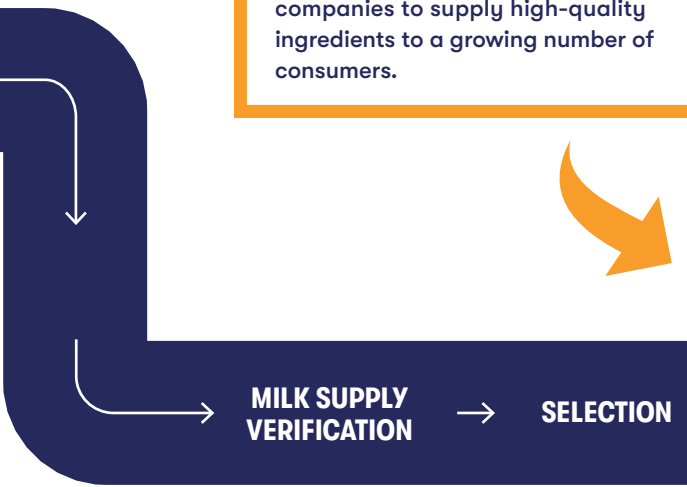 companies to supply high-quality
ingredients to a growing number of
consumers.
MILK SUPPLY
VERIFICATION
SELECTION